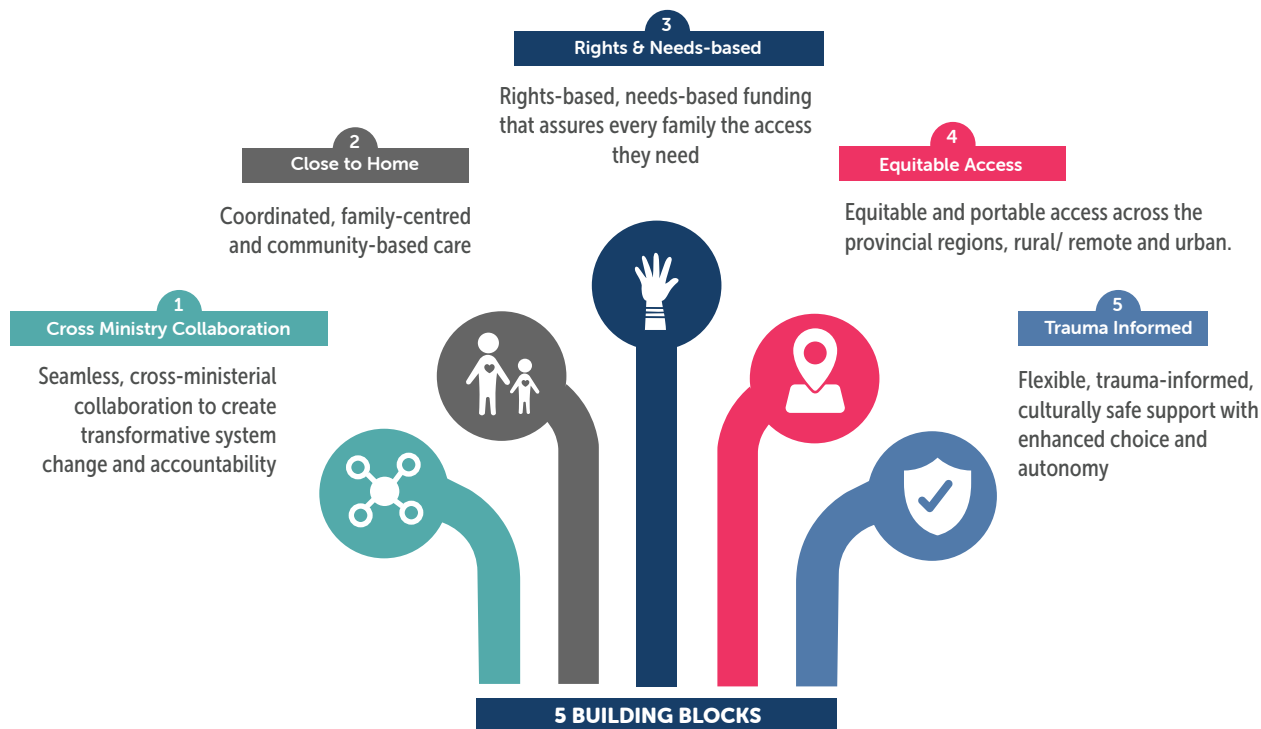 1
Cross Ministry Collaboration
Seamless, cross-ministerial
collaboration to create
transformative system
change and accountability
2
Close to Home
Coordinated, family-centred
and community-based care
3
Rights & Needs-based
Rights-based, needs-based funding
that assures every family the access
they need
4
Equitable Access
Equitable and portable access across the
provincial regions, rural/ remote and urban.
5
Trauma Informed
Flexible, trauma-informed,
culturally safe support with
enhanced choice and
autonomy
5 BUILDING BLOCKS